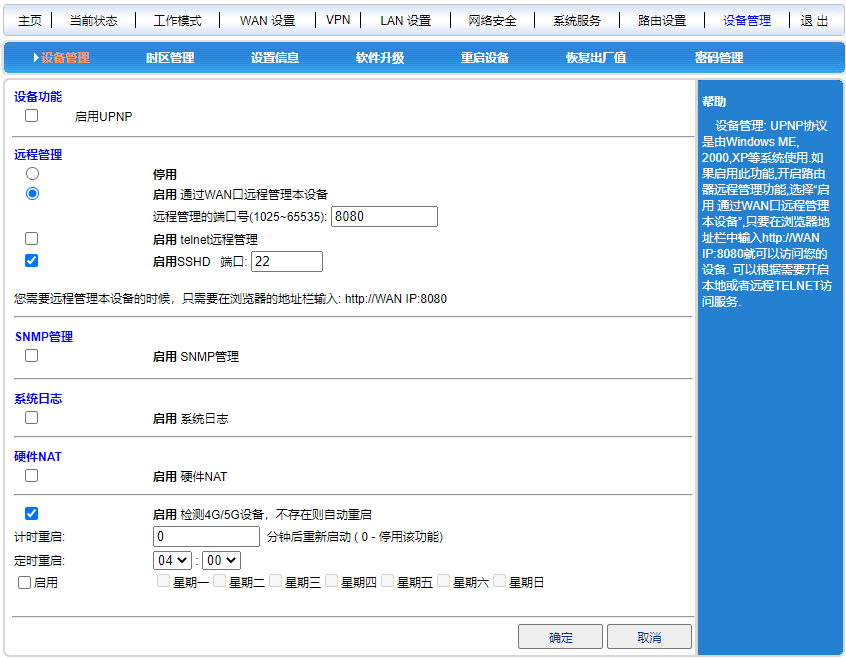 主页 当前状态 工作模式 WAN 设置 VPN LAN 设置 网络安全 系统服务 路由设置 设备管理 退 出
设备管理 时区管理 设置信息 软件升级 重启设备 恢复出厂值 密码管理
设备功能
启用UPNP
远程管理
停用
启用 通过WAN口远程管理本设备
远程管理的端口号(1025~65535): 8080
启用 telnet远程管理
启用SSHD 端口: 22
您需要远程管理本设备的时候，只需要在浏览器的地址栏输入: http://WAN IP:8080
SNMP管理
启用 SNMP管理
系统日志
启用 系统日志
硬件NAT
启用 硬件NAT
启用 检测4G/5G设备，不存在则自动重启
计时重启: 0 分钟后重新启动 ( 0 - 停用该功能)
定时重启: 04 : 00
启用 星期一 星期二 星期三 星期四 星期五 星期六 星期日
确定 取消
帮助
设备管理: UPNP协议
是由Windows ME,
2000,XP等系统使用.如
果启用此功能,开启路由
器远程管理功能,选择“启
用 通过WAN口远程管理
本设备”,只要在浏览器地
址栏中输入http://WAN
IP:8080就可以访问您的
设备. 可以根据需要开启
本地或者远程TELNET访
问服务.